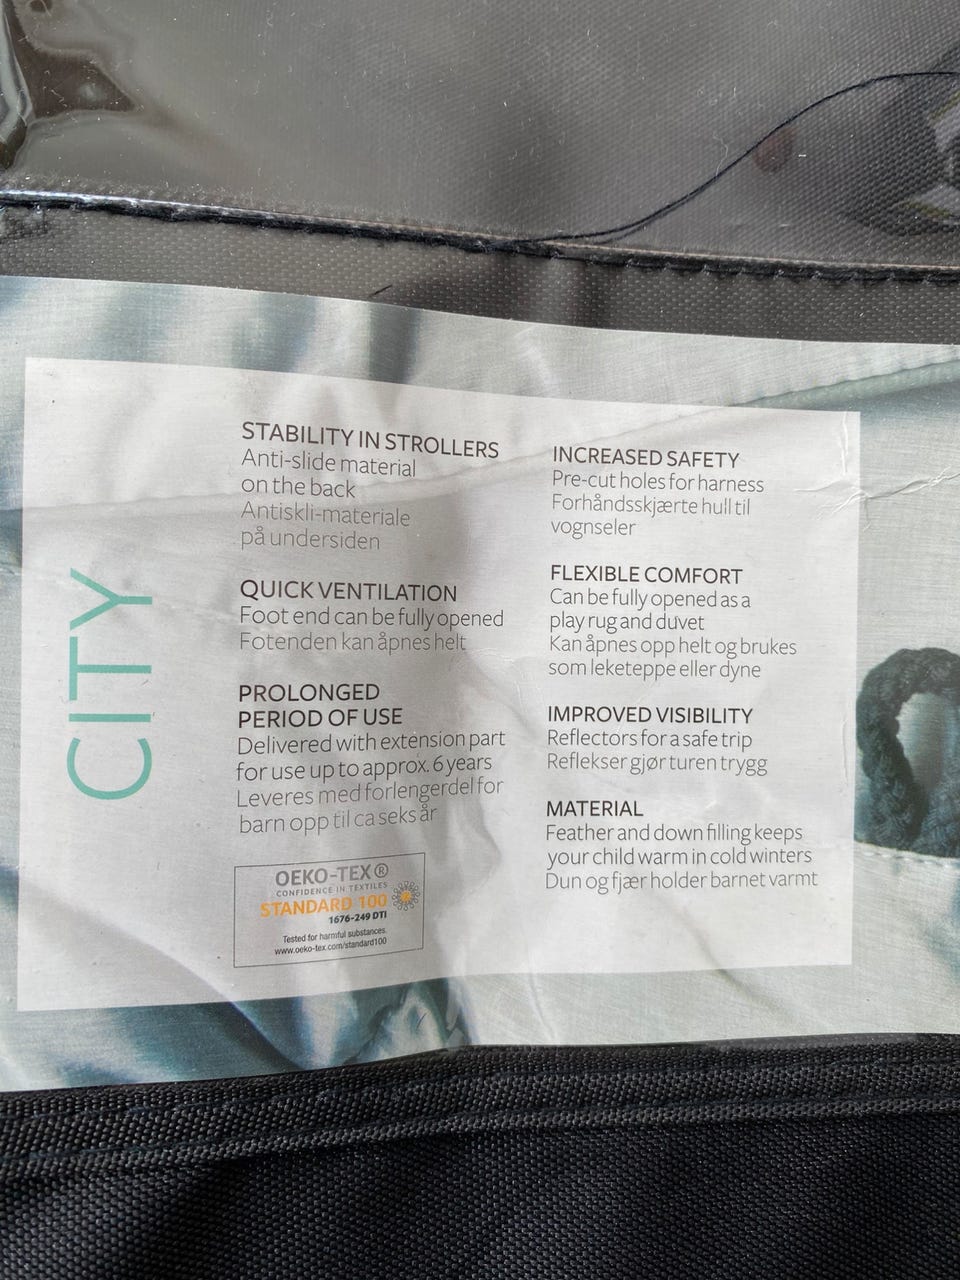 CITY
STABILITY IN STROLLERS
Anti-slide material
on the back
Antiskli-materiale
på undersiden
QUICK VENTILATION
Foot end can be fully opened
Fotenden kan åpnes helt
PROLONGED
PERIOD OF USE
Delivered with extension part
for use up to approx. 6 years
Leveres med forlengerdel for
barn opp til ca seks år
OEKO-TEX®
CONFIDENCE IN TEXTILES
STANDARD 100
1676-249 DTI
Tested for harmful substances.
www.oeko-tex.com/standard100
INCREASED SAFETY
Pre-cut holes for harness
Forhåndsskjærte hull til
vognseler
FLEXIBLE COMFORT
Can be fully opened as a
play rug and duvet
Kan åpnes opp helt og brukes
som leketeppe eller dyne
IMPROVED VISIBILITY
Reflectors for a safe trip
Reflekser gjør turen trygg
MATERIAL
Feather and down filling keeps
your child warm in cold winters
Dun og fjær holder barnet varmt